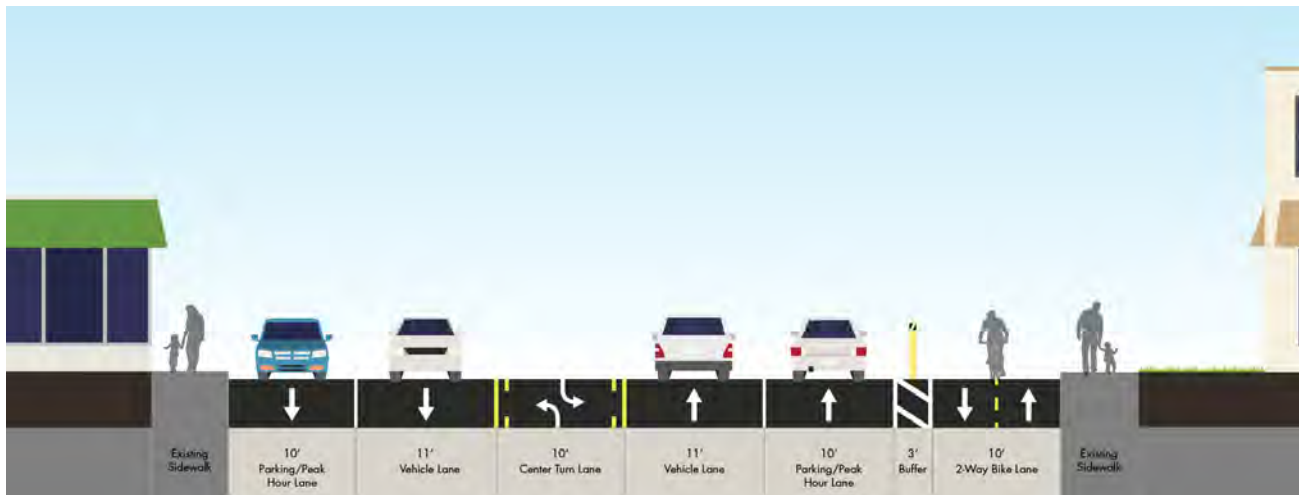 Existing
Sidewalk
10'
Parking/Peak
Hour Lane
11'
Vehicle Lane
10'
Center Turn Lane
11'
Vehicle Lane
10'
Parking/Peak
Hour Lane
3'
Buffer
10'
2-Way Bike Lane
Existing
Sidewalk